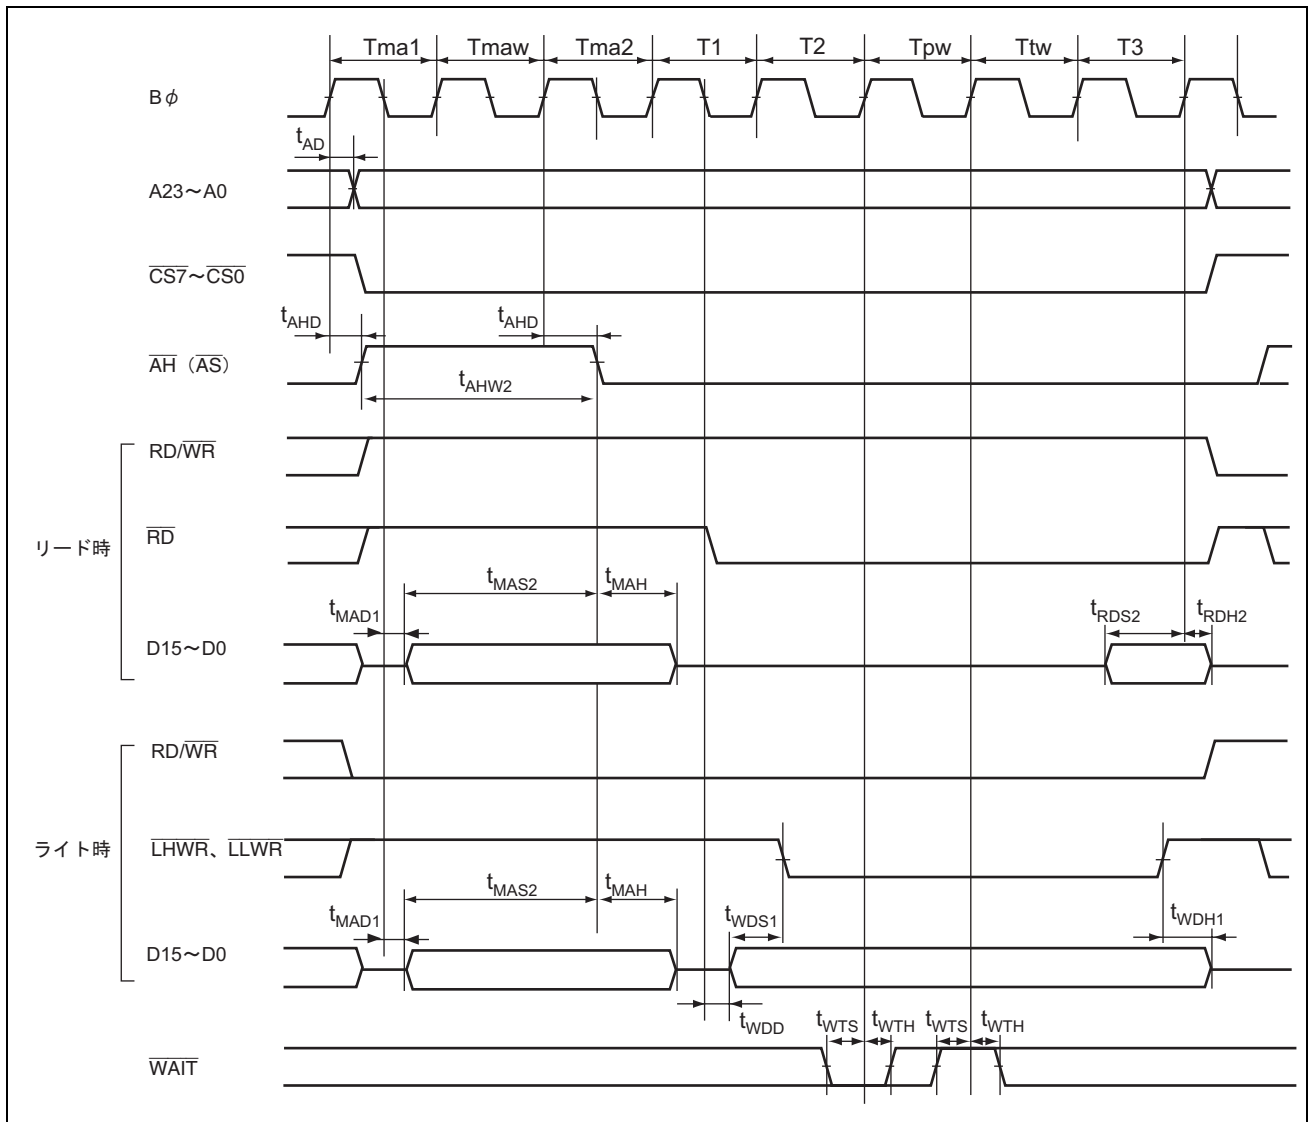 Tma1 Tmaw Tma2 T1 T2 Tpw Ttw T3
Bφ
tAD
A23～A0
CS7～CS0
tAHD tAHD
AH（AS）
tAHW2
RD/WR
リード時
RD
tMAS2 tMAH
tMAD1
tRDS2 tRDH2
D15～D0
RD/WR
ライト時
LHWR、LLWR
tMAS2 tMAH
tMAD1
tWDS1
tWDH1
D15～D0
tWDD
tWTS tWTH tWTS tWTH
WAIT